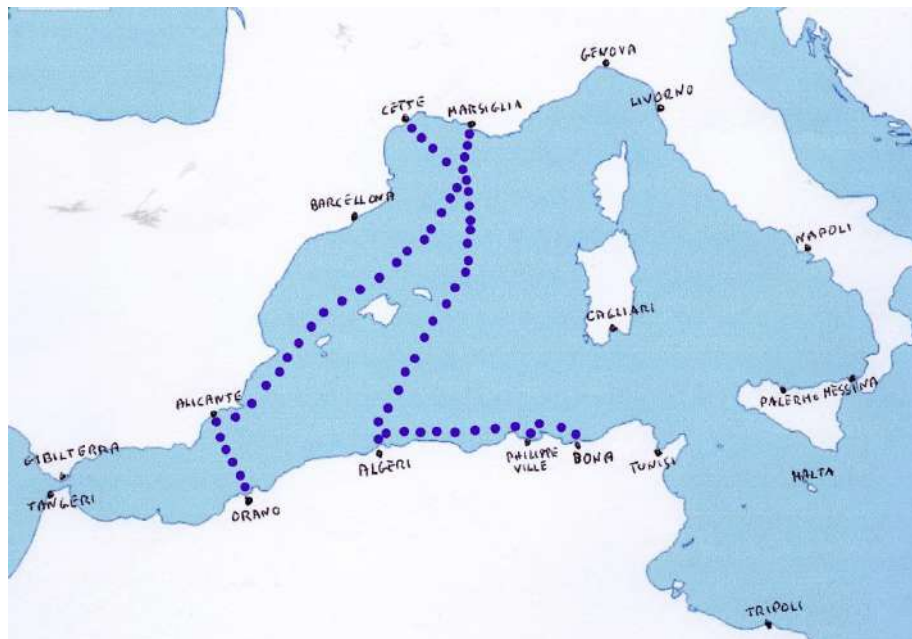 GENOVA
CETTE
MARSIGLIA
LIVORNO
BARCELLONA
NAPOLI
CAGLIARI
PALERMO
MESSINA
ALICANTE
GIBILTERRA
TANGERI
ORANO
ALGERI
PHILIPPE
VILLE
BONA
TUNISI
MALTA
TRIPOLI